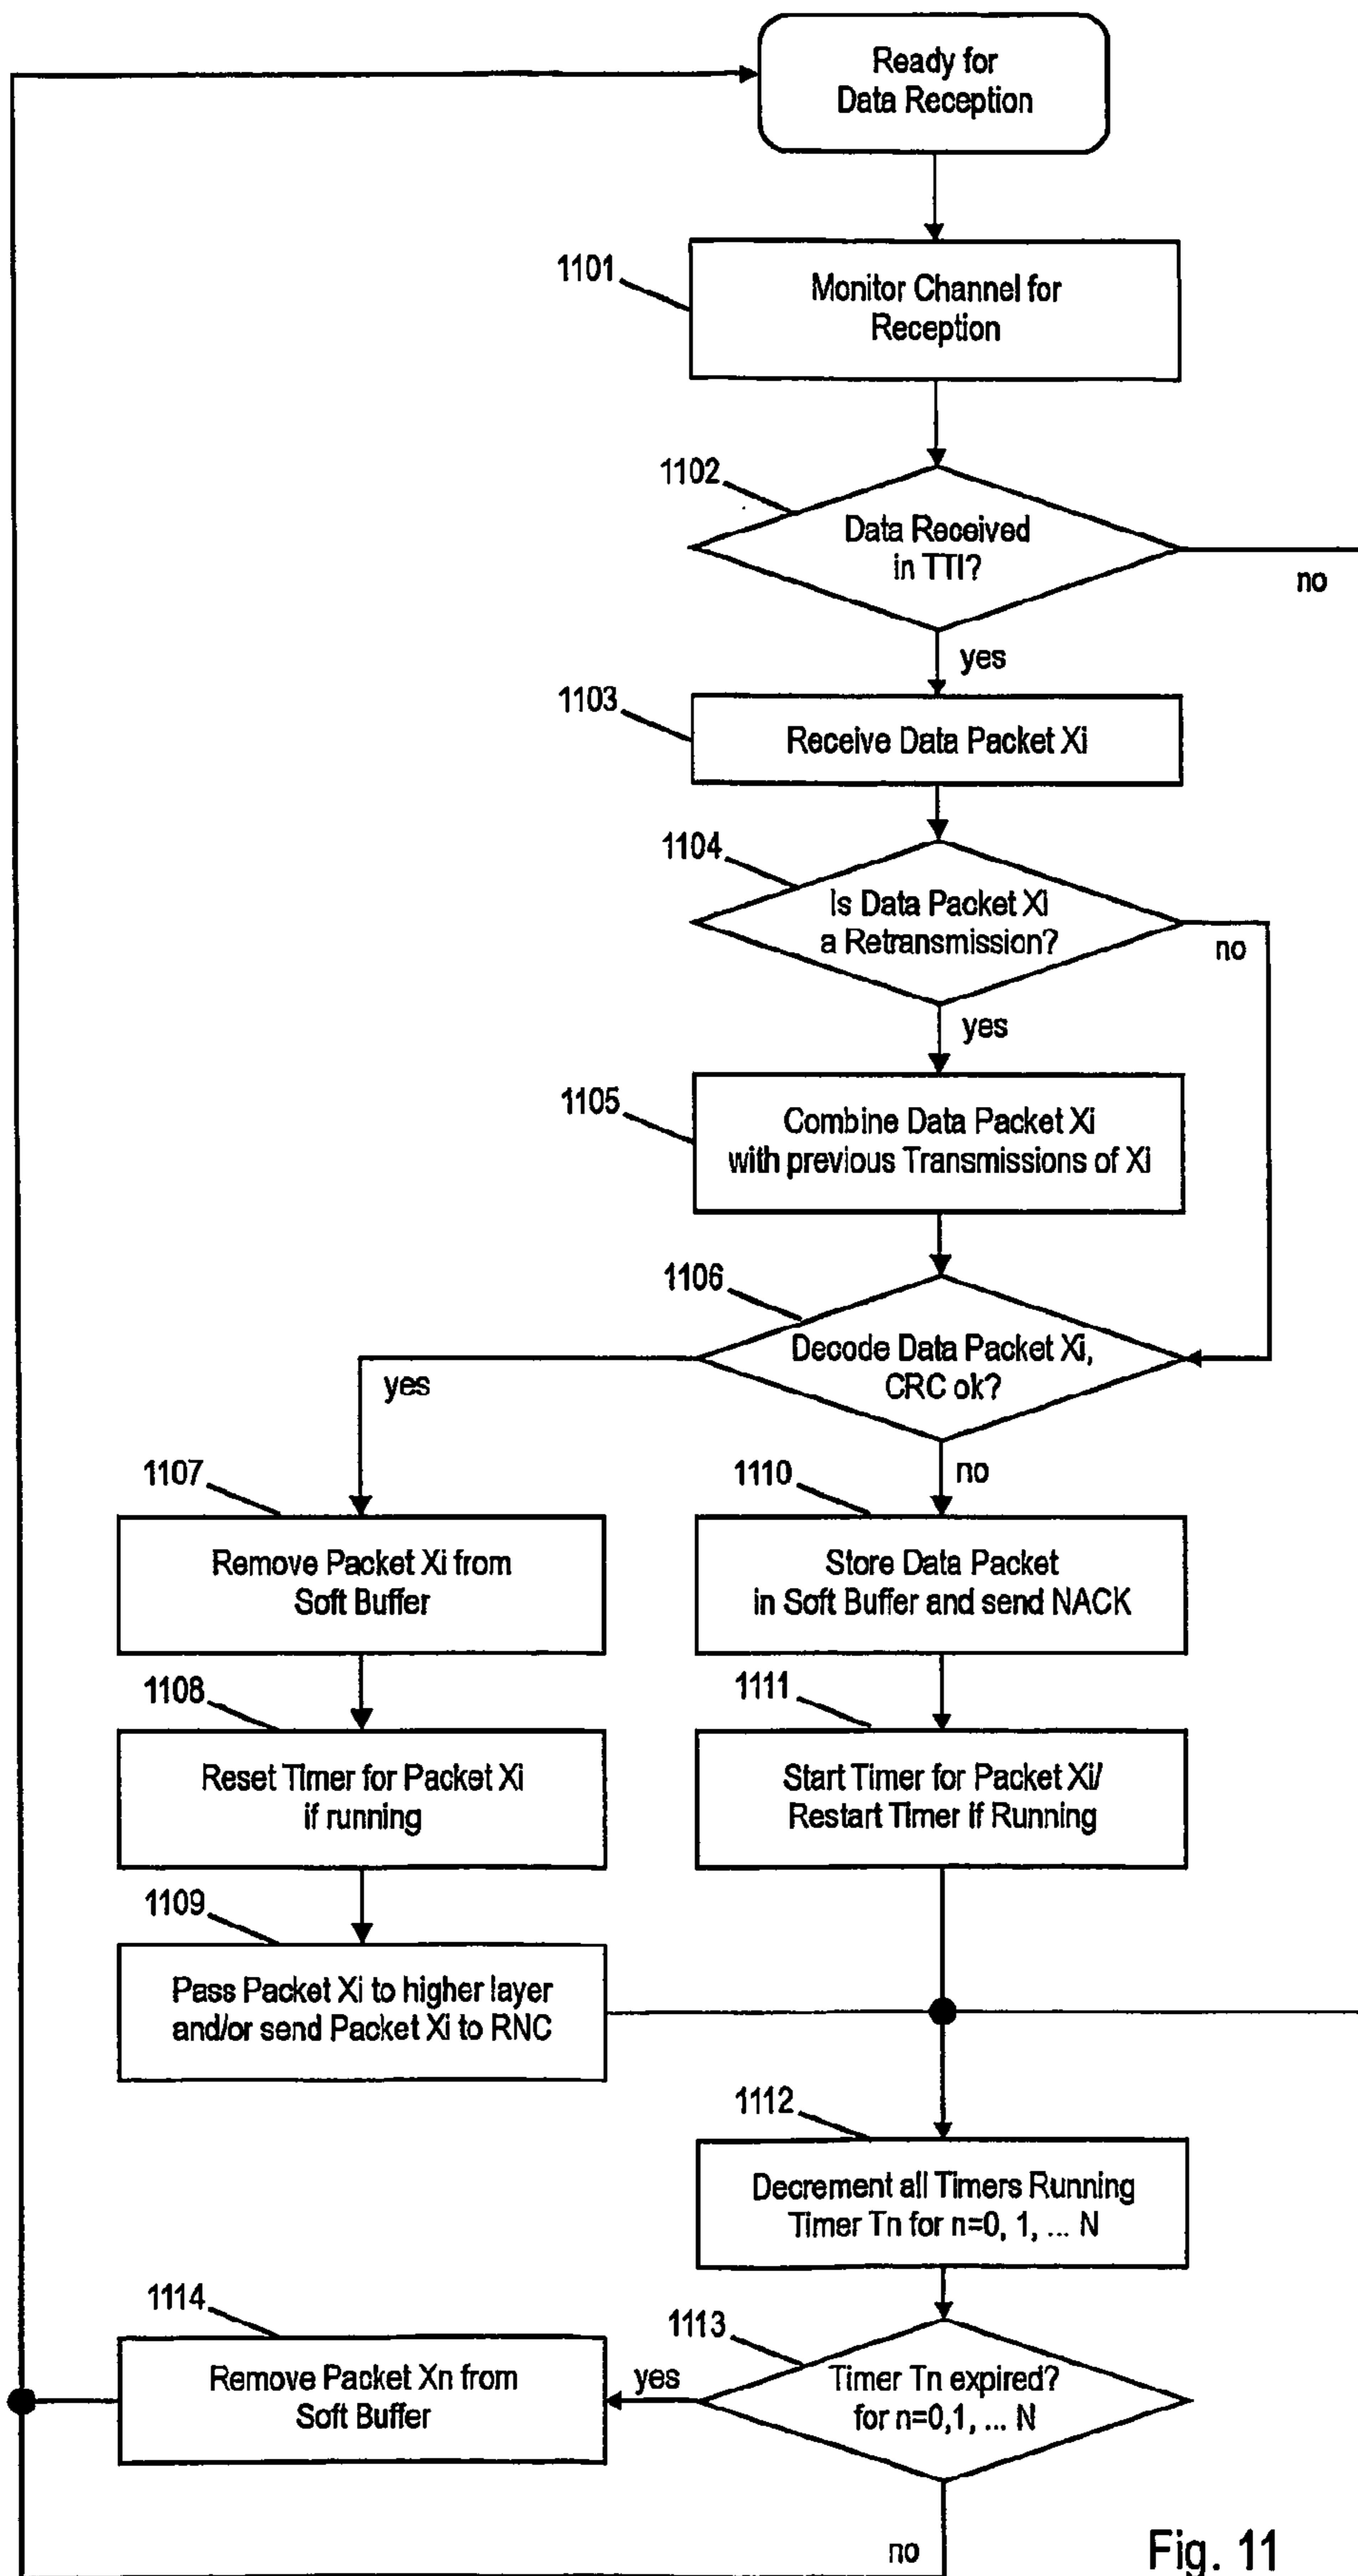 Ready for
Data Reception
1101
Monitor Channel for
Reception
1102
Data Received
in TTI?
no
yes
1103
Receive Data Packet Xi
1104
Is Data Packet Xi
a Retransmission?
no
yes
1105
Combine Data Packet Xi
with previous Transmissions of Xi
1106
Decode Data Packet Xi,
CRC ok?
yes
no
1107
Remove Packet Xi from
Soft Buffer
1110
Store Data Packet
in Soft Buffer and send NACK
1108
Reset Timer for Packet Xi
if running
1111
Start Timer for Packet Xi/
Restart Timer if Running
1109
Pass Packet Xi to higher layer
and/or send Packet Xi to RNC
1112
Decrement all Timers Running
Timer Tn for n=0, 1, ... N
1114
Remove Packet Xn from
Soft Buffer
1113
yes
Timer Tn expired?
for n=0,1, ... N
no
Fig. 11